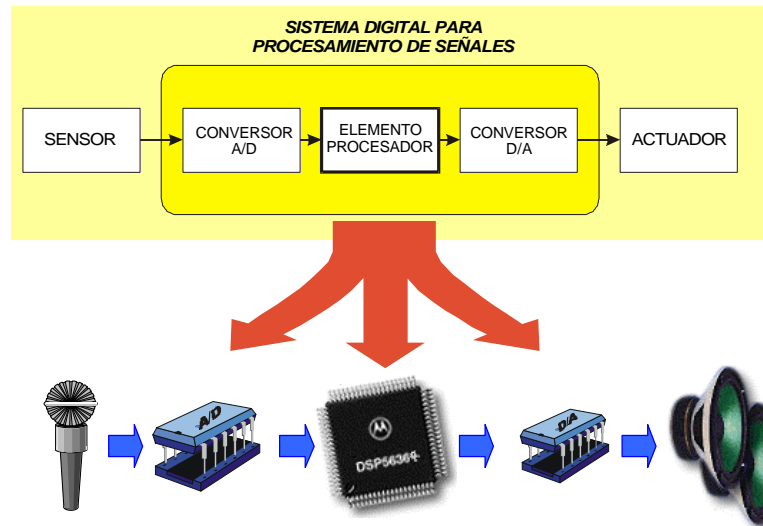 SISTEMA DIGITAL PARA
PROCESAMIENTO DE SEÑALES
SENSOR
CONVERSOR
A/D
ELEMENTO
PROCESADOR
CONVERSOR
D/A
ACTUADOR
A/D
DSP56364
D/A